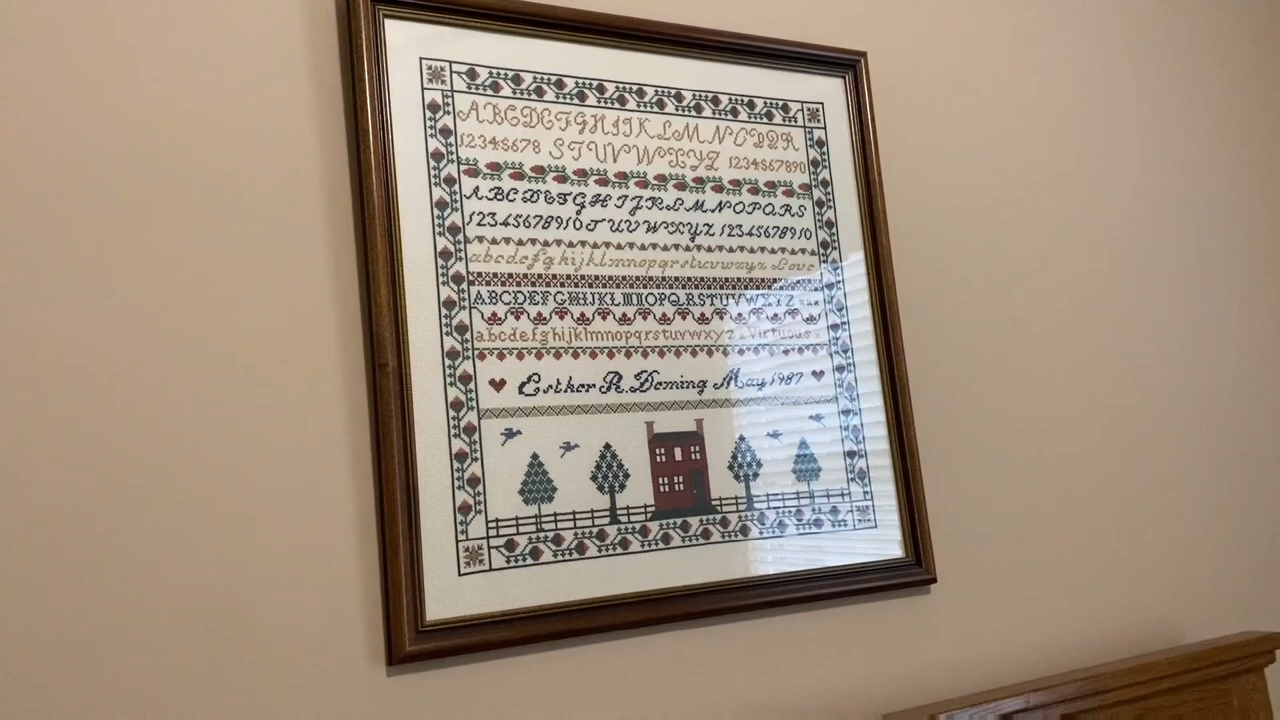 ABCDEFGHIJKLMNOPQR
12345678 STUVWXYZ 1234567890
ABCDEFGHIJKLMNOPQRS
12345678910 TUVWXYZ 12345678910
abcdefghijklmnopqrstuvwxyz Love
ABCDEFGHIJKLMNOPQRSTUVWXYZ
abcdefghijklmnopqrstuvwxyz Virtuous
Esther R. Deming May 1987